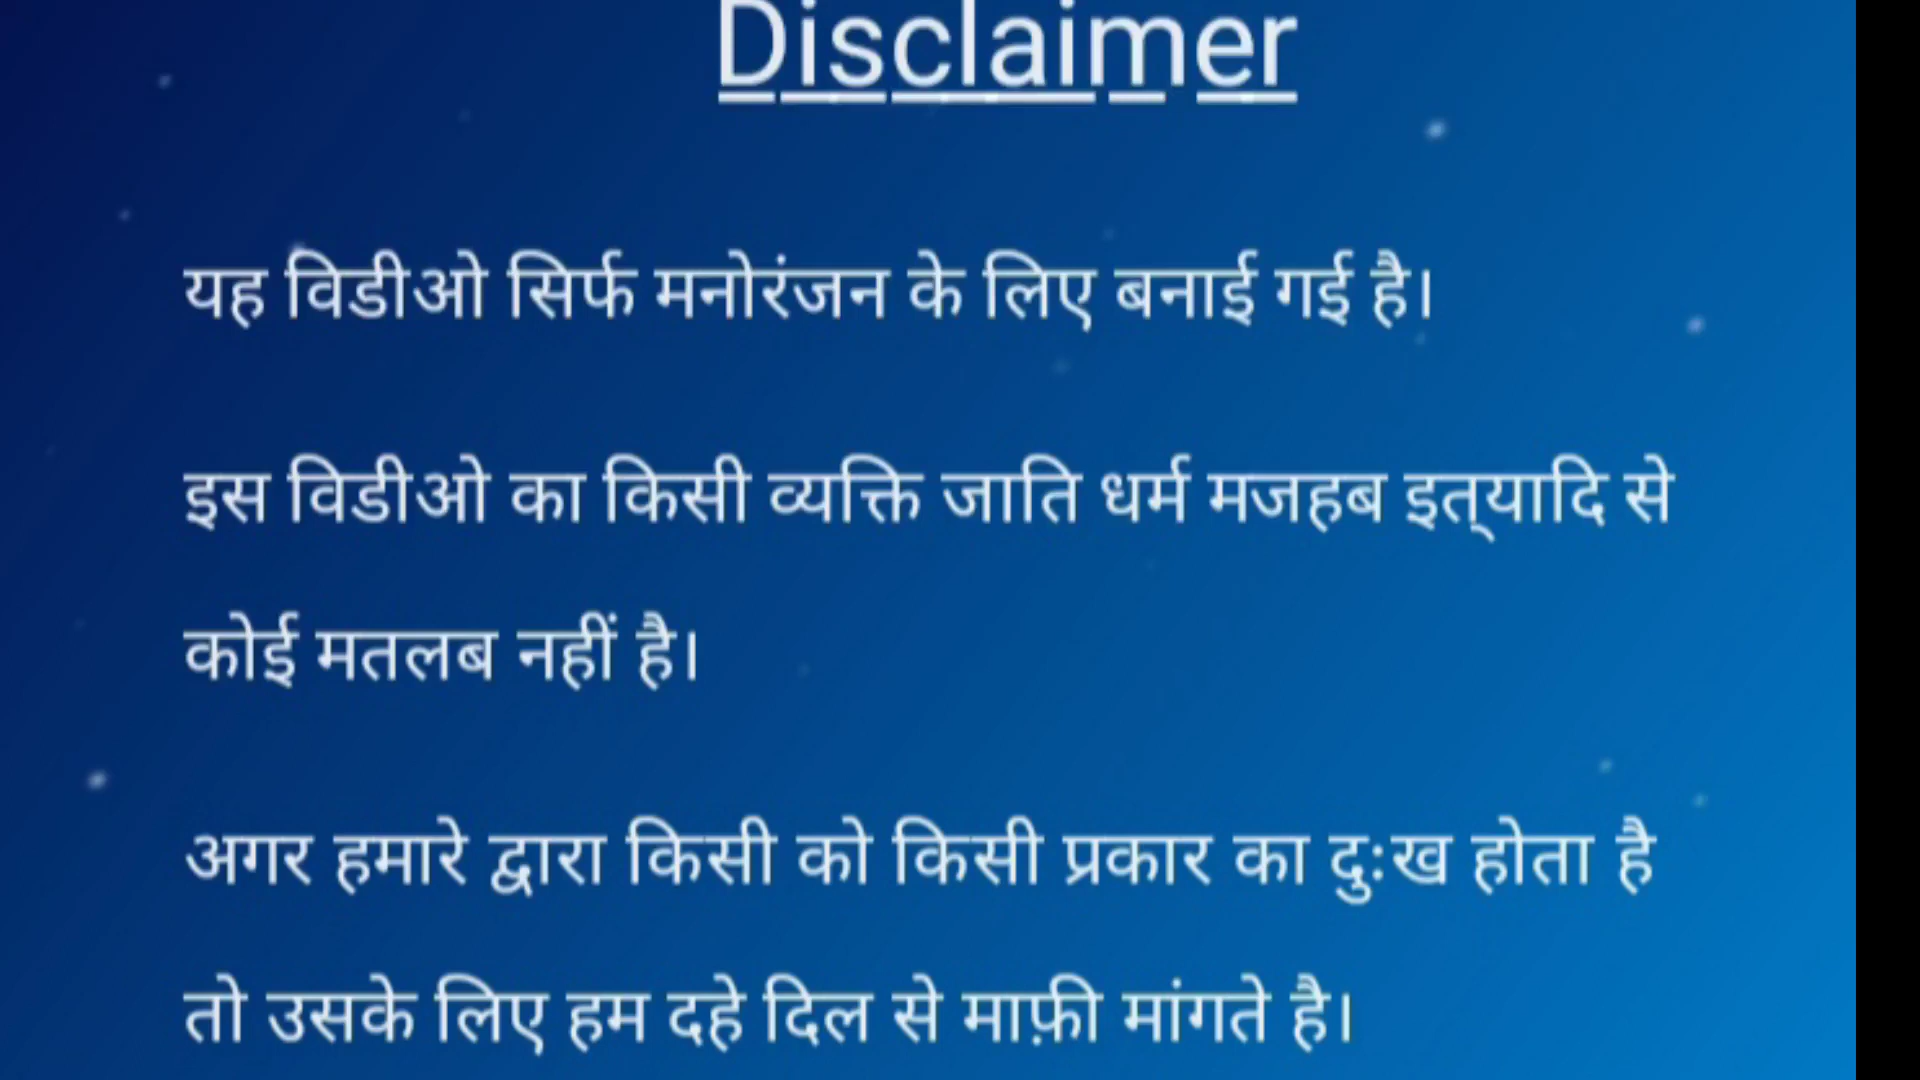 Disclaimer
यह विडीओ सिर्फ मनोरंजन के लिए बनाई गई है।
इस विडीओ का किसी व्यक्ति जाति धर्म मजहब इत्‌यादि से
कोई मतलब नहीं है।
अगर हमारे द्वारा किसी को किसी प्रकार का दुःख होता है
तो उसके लिए हम दहे दिल से माफ़ी मांगते है।